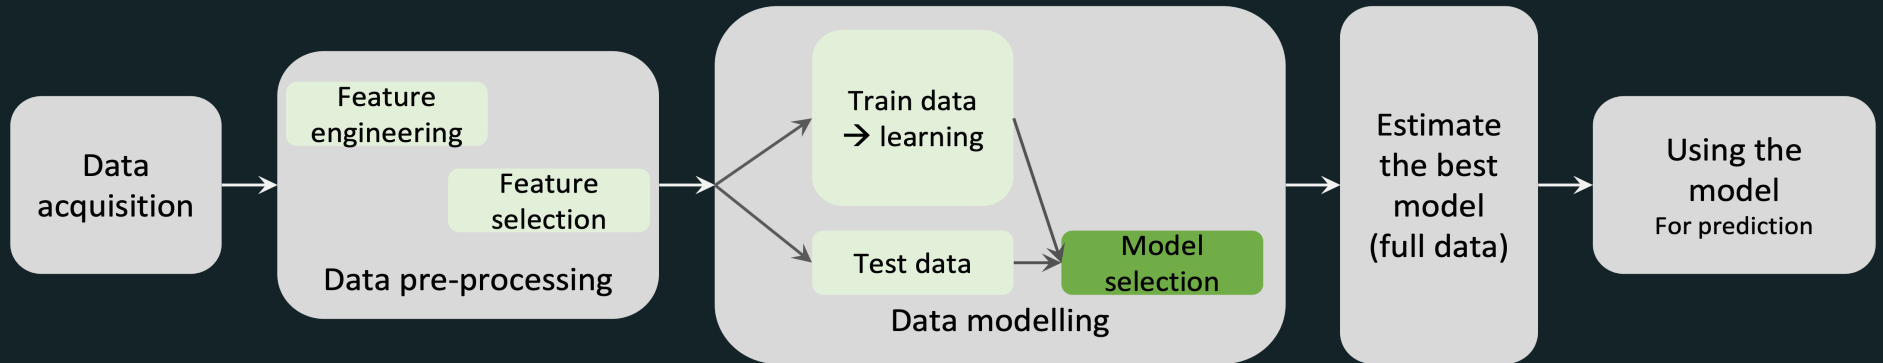 Data
acquisition
Feature
engineering
Feature
selection
Data pre-processing
Train data
→ learning
Test data
Model
selection
Data modelling
Estimate
the best
model
(full data)
Using the
model
For prediction